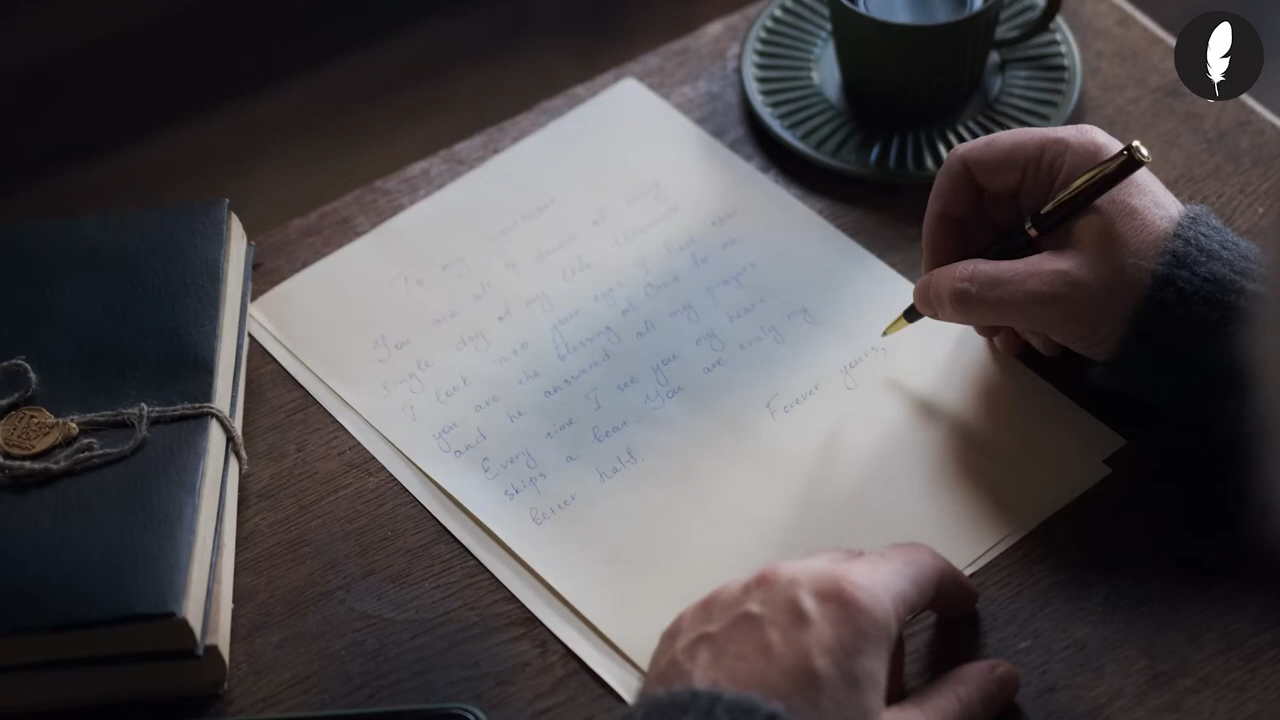 To my
You are all I dream of every
single day of my life.
I look into your eyes I find
you are the blessing of God to me
and he answered all my prayers
Every time I see you my heart
skips a beat. You are truly my
better half.
Forever yours,